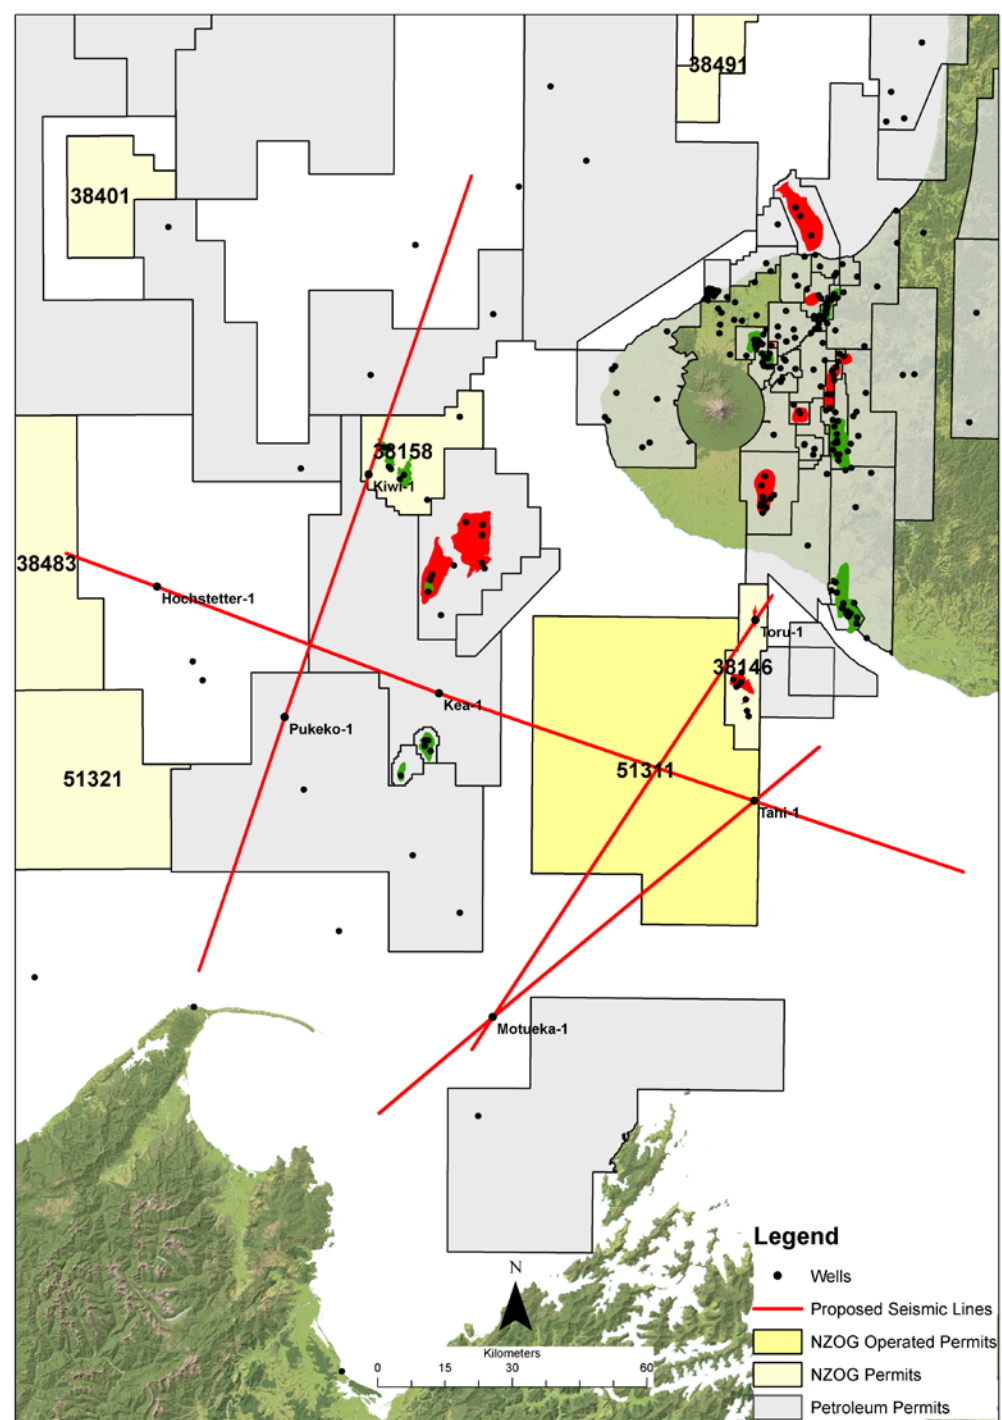 38491
38401
38158
Kiwi-1
38483
Hochstetter-1
Toru-1
38146
Kea-1
Pukeko-1
51321
51311
Tahi-1
Motueka-1
Legend
Wells
Proposed Seismic Lines
NZOG Operated Permits
NZOG Permits
Petroleum Permits
N
Kilometers
0 15 30 60